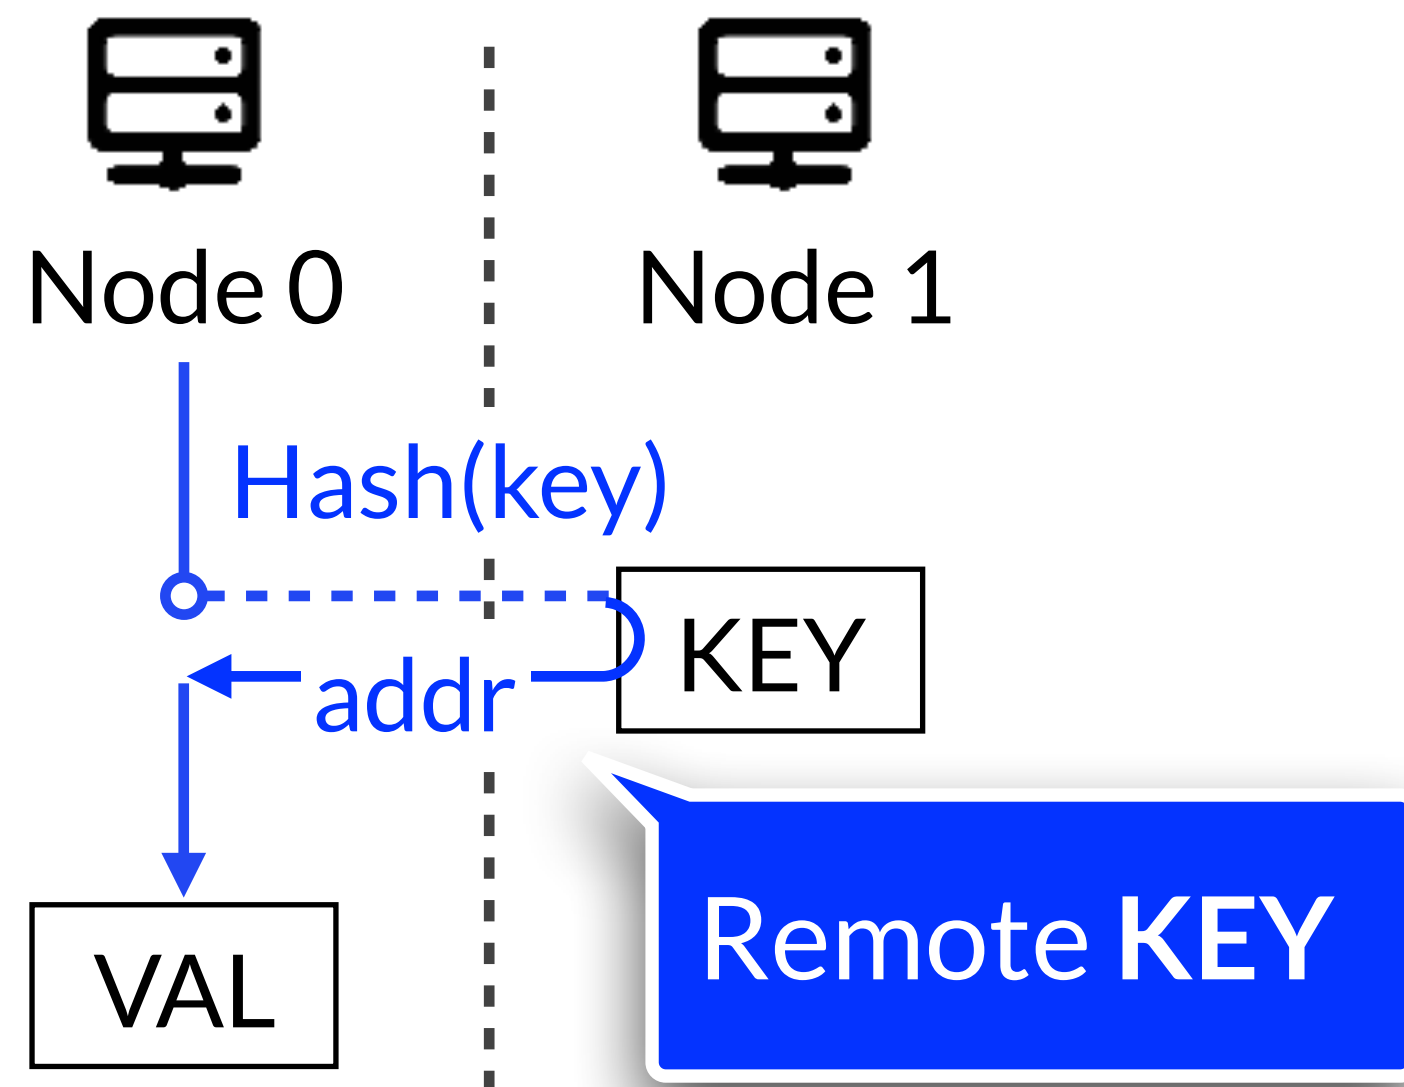 Node 0
Node 1
Hash(key)
KEY
addr
VAL
Remote KEY